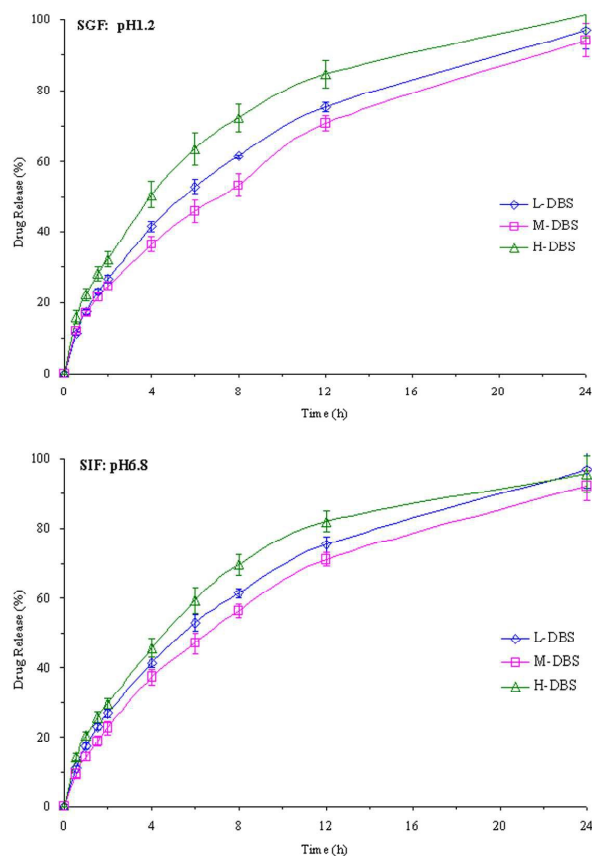 SGF: pH1.2
Drug Release (%)
100
80
60
40
20
0
L-DBS
M-DBS
H-DBS
0 4 8 12 16 20 24
Time (h)
SIF: pH6.8
Drug Release (%)
100
80
60
40
20
0
L-DBS
M-DBS
H-DBS
0 4 8 12 16 20 24
Time (h)